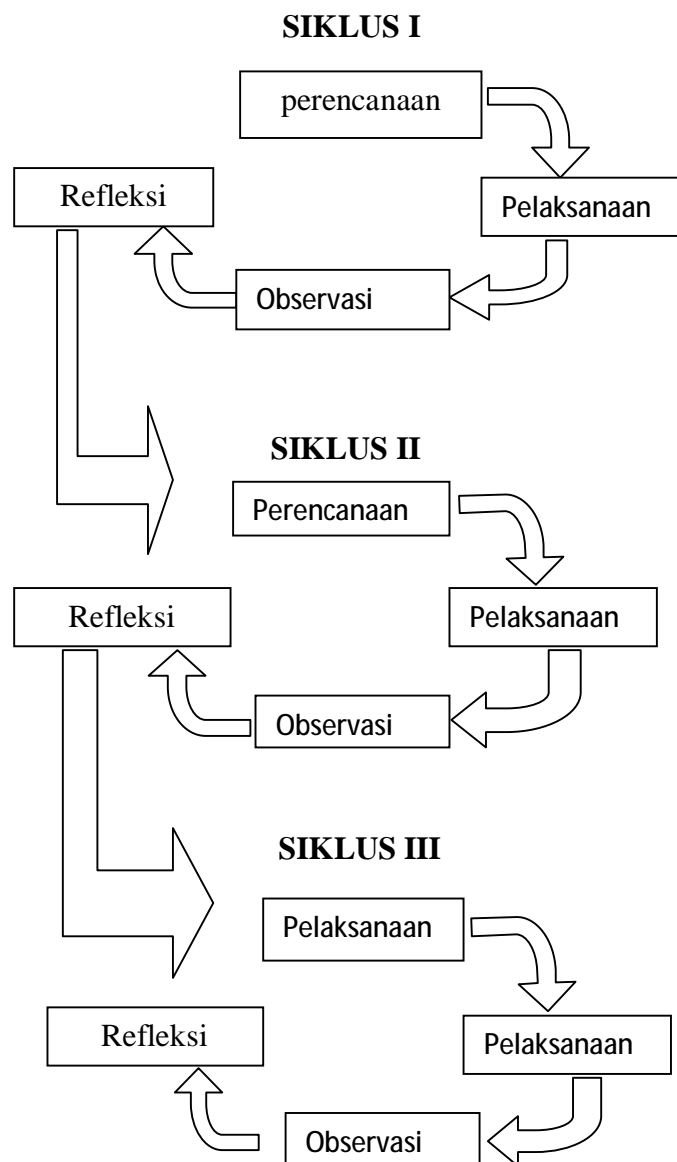 SIKLUS I
perencanaan
Refleksi
Pelaksanaan
Observasi
SIKLUS II
Perencanaan
Refleksi
Pelaksanaan
Observasi
SIKLUS III
Pelaksanaan
Refleksi
Pelaksanaan
Observasi